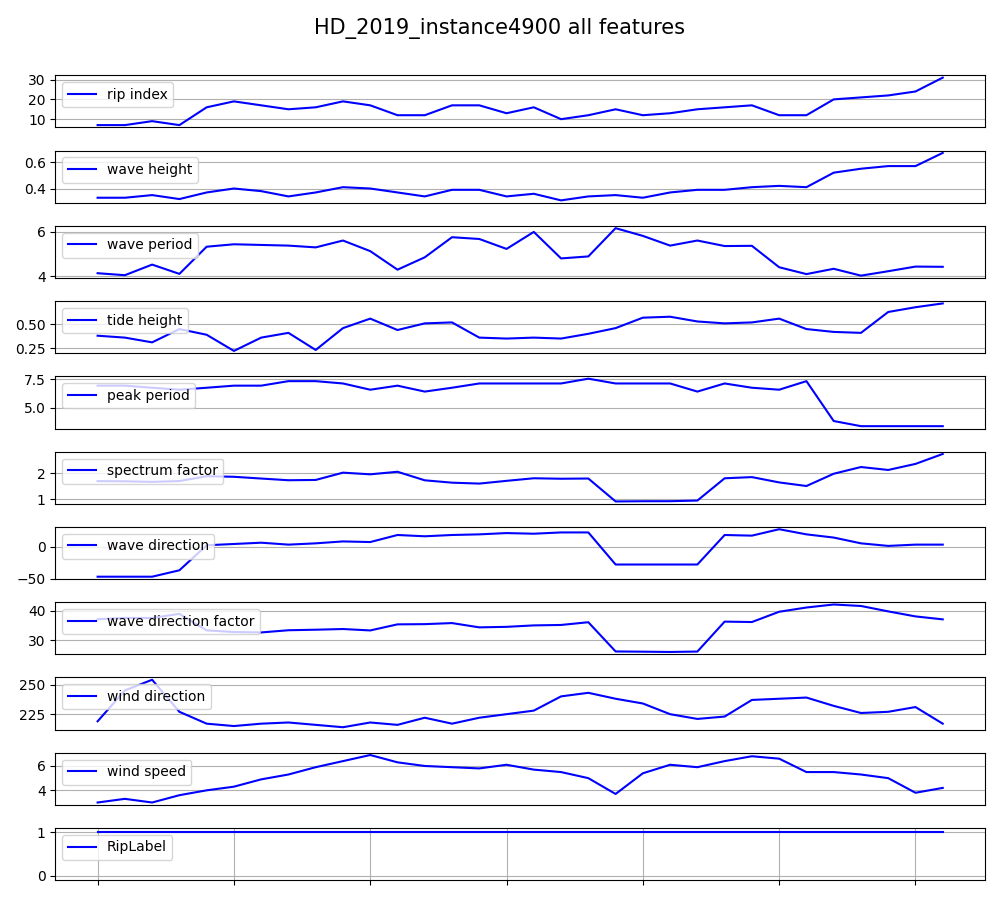 HD_2019_instance4900 all features
30
20
10
rip index
0.6
0.4
wave height
6
4
wave period
0.50
0.25
tide height
7.5
5.0
peak period
2
1
spectrum factor
0
−50
wave direction
40
30
wave direction factor
250
225
wind direction
6
4
wind speed
1
0
RipLabel